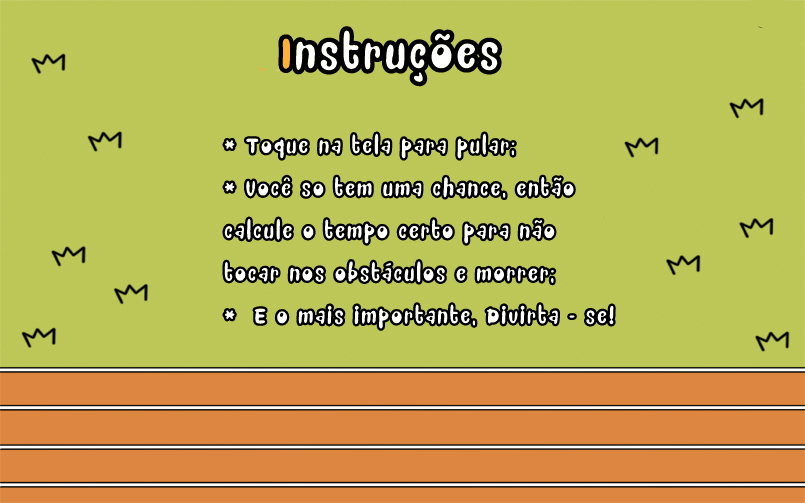 Instruções
* Toque na tela para pular;
* Você so tem uma chance, então
calcule o tempo certo para não
tocar nos obstáculos e morrer;
* E o mais importante, Divirta - se!